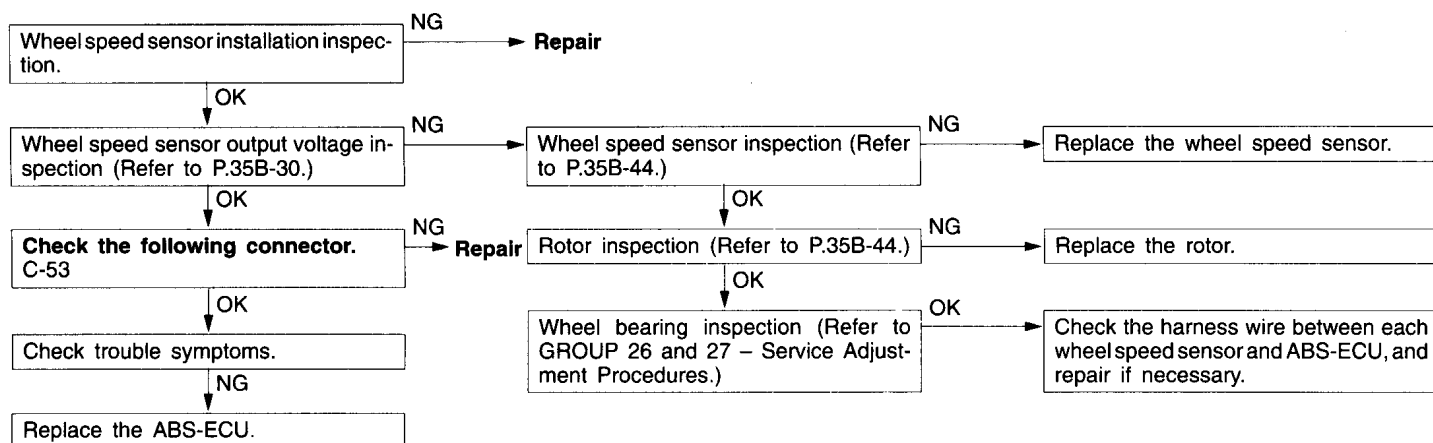 Wheel speed sensor installation inspec-
tion.
NG
Repair
OK
Wheel speed sensor output voltage in-
spection (Refer to P.35B-30.)
NG
Wheel speed sensor inspection (Refer
to P.35B-44.)
NG
Replace the wheel speed sensor.
OK
OK
Check the following connector.
C-53
NG
Repair
Rotor inspection (Refer to P.35B-44.)
NG
Replace the rotor.
OK
OK
Check trouble symptoms.
Wheel bearing inspection (Refer to
GROUP 26 and 27 – Service Adjust-
ment Procedures.)
OK
Check the harness wire between each
wheel speed sensor and ABS-ECU, and
repair if necessary.
NG
Replace the ABS-ECU.